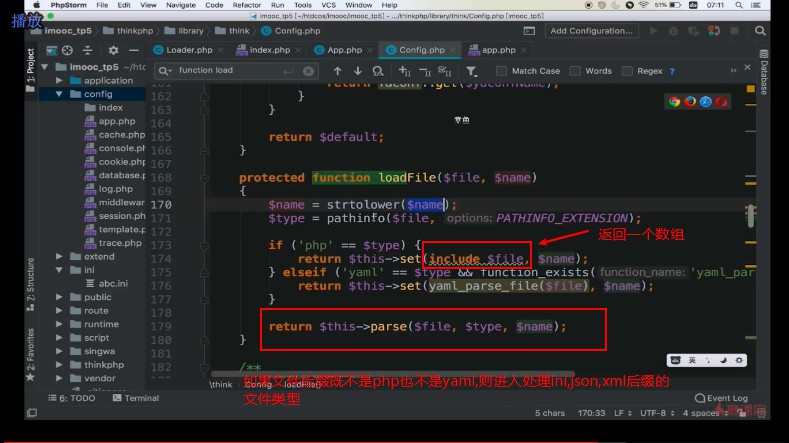 播放
PhpStorm File Edit View Navigate Code Refactor Run Tools VCS Window Help
51% 07:11
imooc_tp5 [~/htdocs/imooc/imooc_tp5] - .../thinkphp/library/think/Config.php [imooc_tp5]
imooc_tp5 thinkphp library think Config.php
Add Configuration...
Loader.php Index.php App.php Config.php app.php
1: Project
Database
imooc_tp5 ~/htdo
application
config
index
app.php
cache.php
console.ph
cookie.php
database.p
log.php
middlewar
session.php
template.p
trace.php
extend
ini
abc.ini
public
route
runtime
script
singwa
thinkphp
vendor
7: Structure
2: Favorites
function load
Match Case Words Regex ?
162 }
163 }
164
165 return $default;
166 }
167
168 protected function loadFile($file, $name)
169 {
170 $name = strtolower($name);
171 $type = pathinfo($file, options: PATHINFO_EXTENSION);
172
173 if ('php' == $type) {
174 return $this->set(include $file, $name);
175 } elseif ('yaml' == $type && function_exists( function_name: 'yaml_par
176 return $this->set(yaml_parse_file($file), $name);
177 }
178
179 return $this->parse($file, $type, $name);
180 }
181
182 /**
返回一个数组
如果文件后缀既不是php也不是yaml,则进入处理ini,json,xml后缀的
文件类型
\think Config loadFile()
英
6: TODO Terminal
Event Log
5 chars 170:33 LF UTF-8 4 spaces